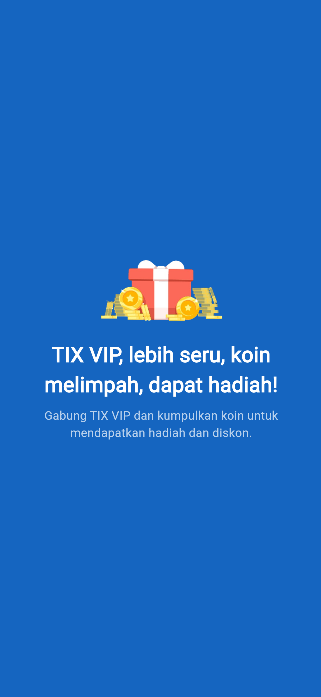 TIX VIP, lebih seru, koin
melimpah, dapat hadiah!
Gabung TIX VIP dan kumpulkan koin untuk
mendapatkan hadiah dan diskon.